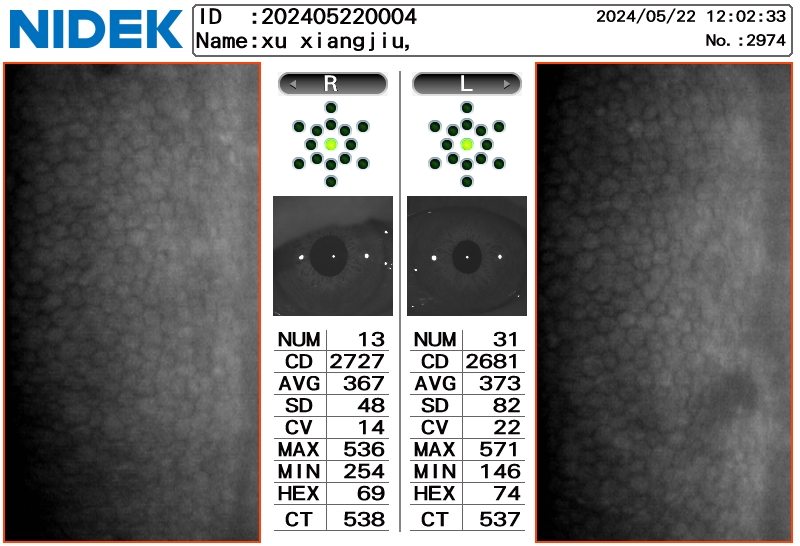 NIDEK
ID :202405220004
2024/05/22 12:02:33
Name:xu xiangjiu,
No. :2974
R
L
NUM 13
CD 2727
AVG 367
SD 48
CV 14
MAX 536
MIN 254
HEX 69
CT 538
NUM 31
CD 2681
AVG 373
SD 82
CV 22
MAX 571
MIN 146
HEX 74
CT 537